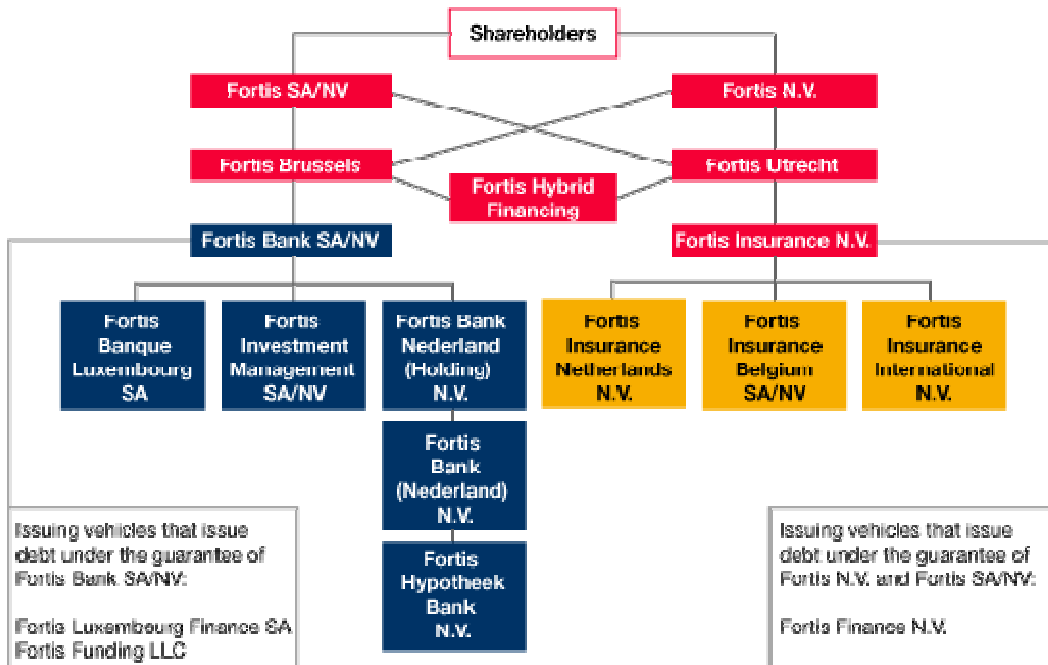 Shareholders
Fortis SA/NV
Fortis N.V.
Fortis Brussels
Fortis Utrecht
Fortis Hybrid
Financing
Fortis Bank SA/NV
Fortis Insurance N.V.
Fortis
Banque
Luxembourg
SA
Fortis
Investment
Management
SA/NV
Fortis Bank
Nederland
(Holding)
N.V.
Fortis
Insurance
Netherlands
N.V.
Fortis
Insurance
Belgium
SA/NV
Fortis
Insurance
International
N.V.
Fortis
Bank
(Nederland)
N.V.
Fortis
Hypotheek
Bank
N.V.
Issuing vehicles that issue
debt under the guarantee of
Fortis Bank SA/NV:
Fortis Luxembourg Finance SA
Fortis Funding LLC
Issuing vehicles that issue
debt under the guarantee of
Fortis N.V. and Fortis SA/NV:
Fortis Finance N.V.